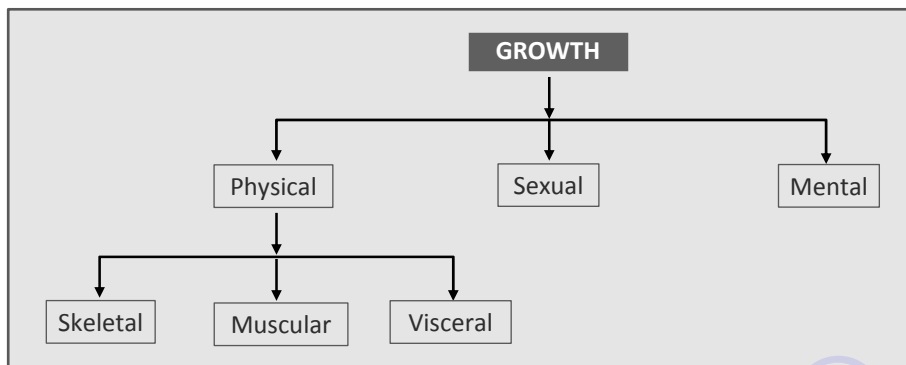 GROWTH
Physical
Sexual
Mental
Skeletal
Muscular
Visceral